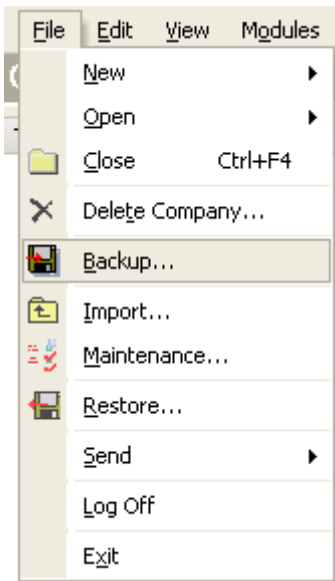 File Edit View Modules
New
Open
Close Ctrl+F4
Delete Company...
Backup...
Import...
Maintenance...
Restore...
Send
Log Off
Exit